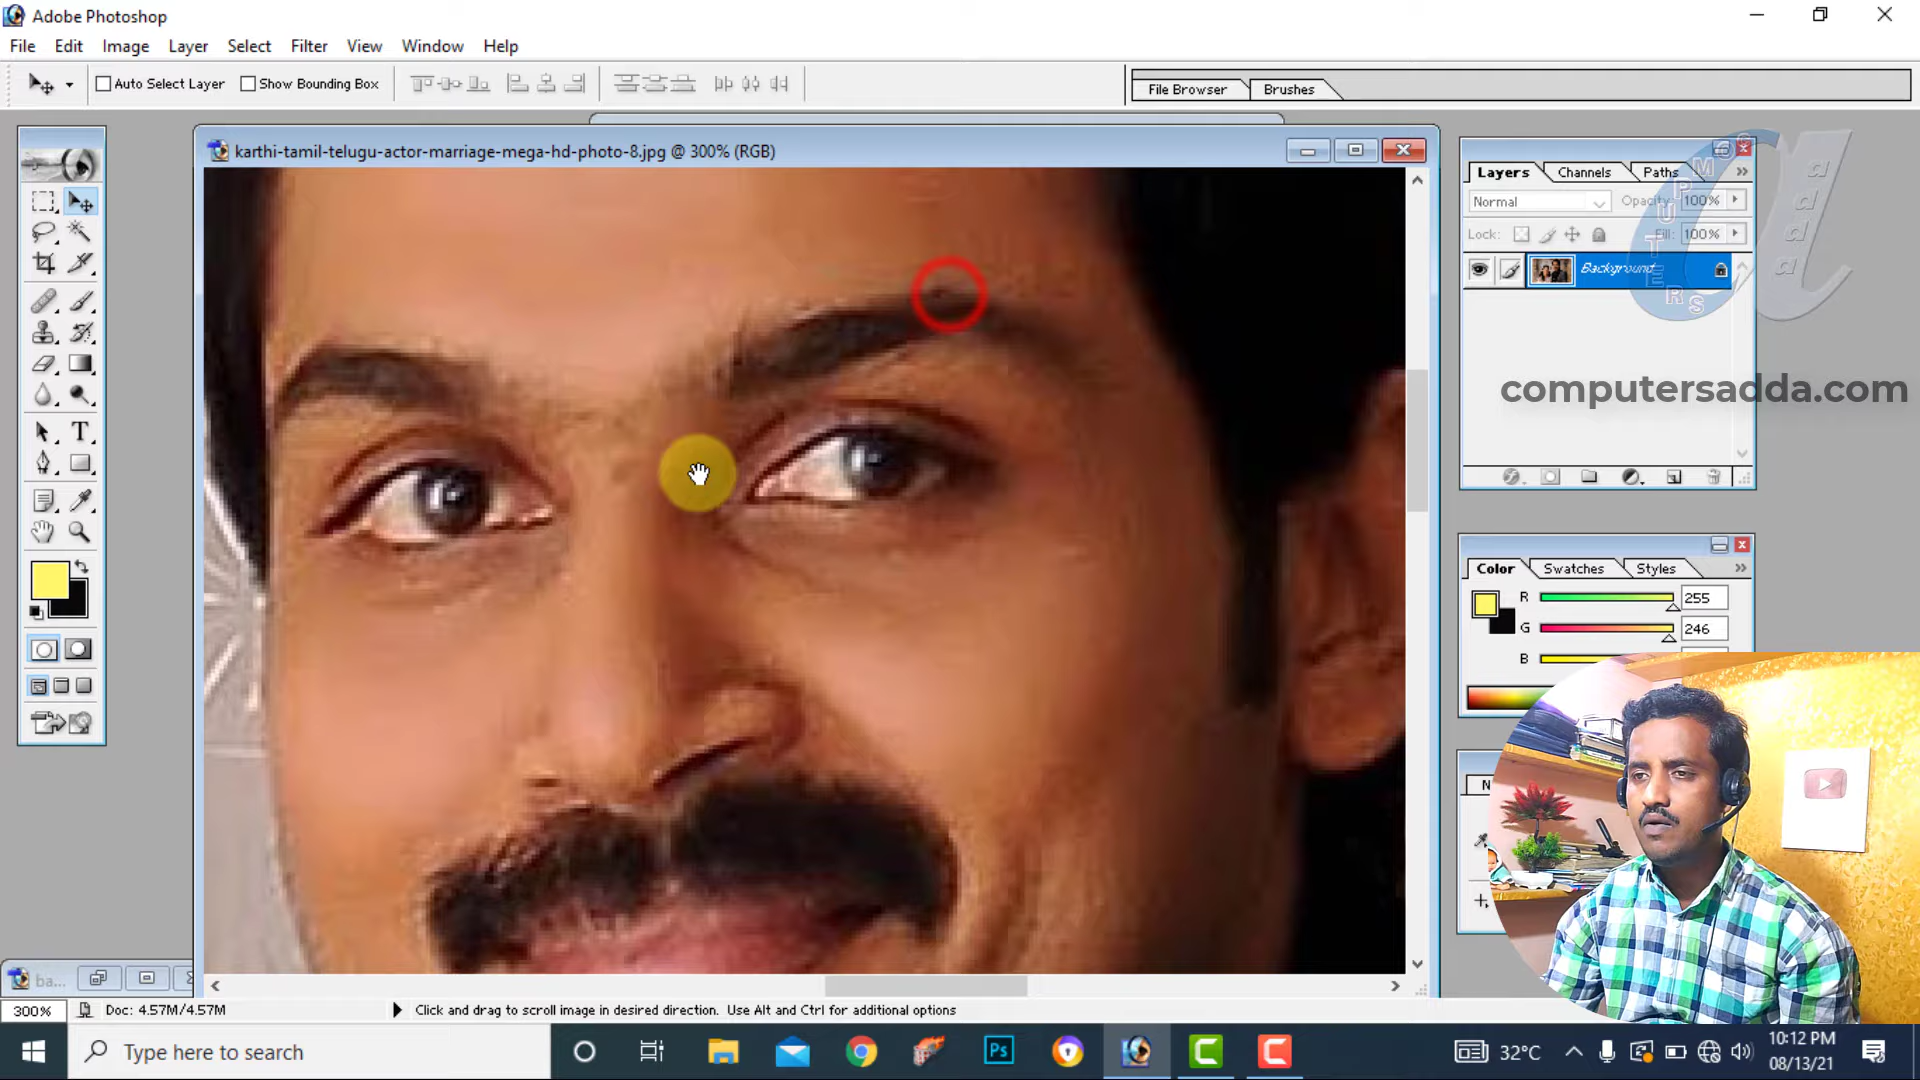 Adobe Photoshop
File Edit Image Layer Select Filter View Window Help
Auto Select Layer Show Bounding Box
File Browser Brushes
karthi-tamil-telugu-actor-marriage-mega-hd-photo-8.jpg @ 300% (RGB)
Layers Channels Paths
Normal Opacity: 100%
Lock: Fill: 100%
Background
COMPUTERS
adda
computersadda.com
Color Swatches Styles
R 255
G 246
B
N
ba...
300% Doc: 4.57M/4.57M Click and drag to scroll image in desired direction. Use Alt and Ctrl for additional options
Type here to search
Ps
32°C
10:12 PM
08/13/21